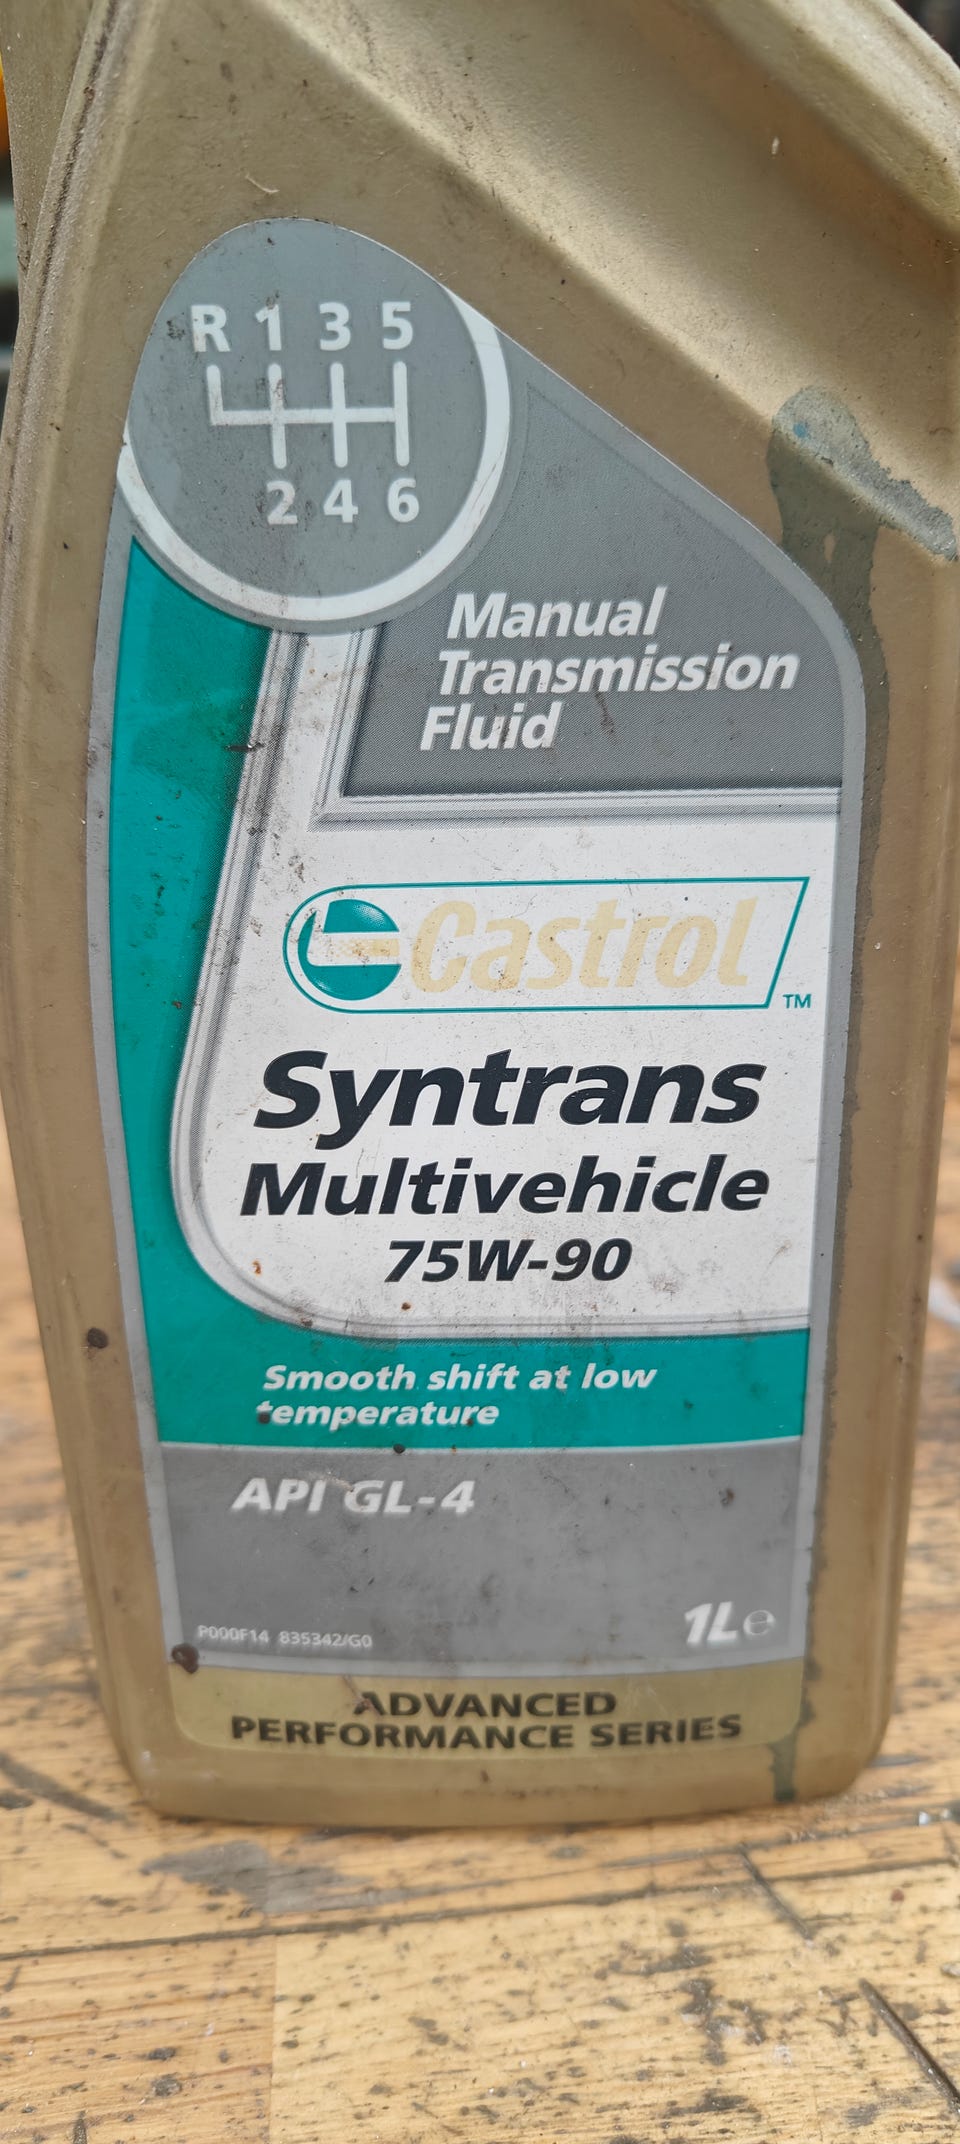 R 1 3 5
2 4 6
Manual
Transmission
Fluid
Castrol
TM
Syntrans
Multivehicle
75W-90
Smooth shift at low
temperature
API GL-4
P000F14 835342/G0
1L e
ADVANCED
PERFORMANCE SERIES